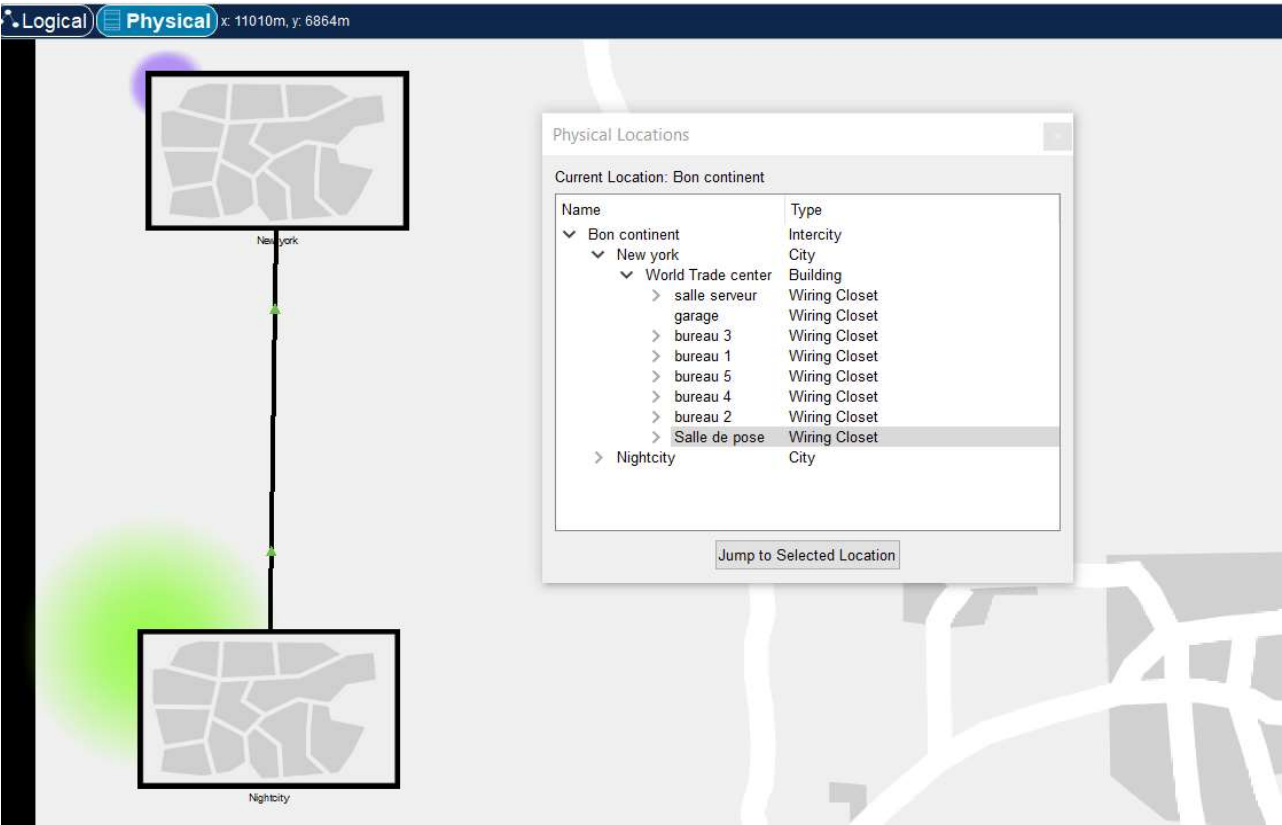 Logical Physical x: 11010m, y: 6864m
New york
Physical Locations
Current Location: Bon continent
Name Type
Bon continent Intercity
New york City
World Trade center Building
salle serveur Wiring Closet
garage Wiring Closet
bureau 3 Wiring Closet
bureau 1 Wiring Closet
bureau 5 Wiring Closet
bureau 4 Wiring Closet
bureau 2 Wiring Closet
Salle de pose Wiring Closet
Nightcity City
Jump to Selected Location
Nightcity